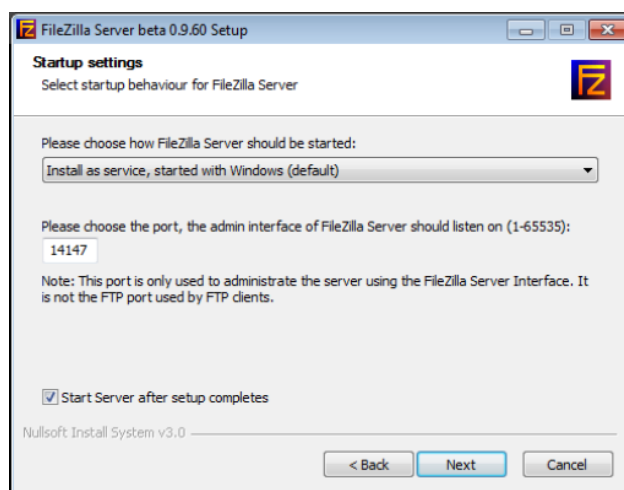 FileZilla Server beta 0.9.60 Setup
Startup settings
Select startup behaviour for FileZilla Server
FZ
Please choose how FileZilla Server should be started:
Install as service, started with Windows (default)
Please choose the port, the admin interface of FileZilla Server should listen on (1-65535):
14147
Note: This port is only used to administrate the server using the FileZilla Server Interface. It
is not the FTP port used by FTP clients.
Start Server after setup completes
Nullsoft Install System v3.0
< Back
Next
Cancel